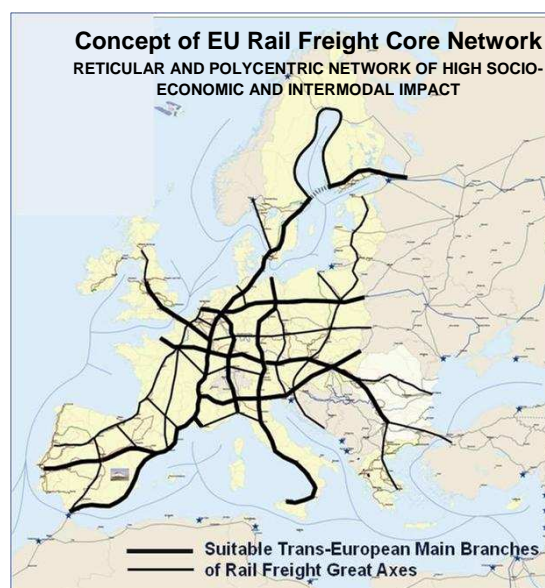 Concept of EU Rail Freight Core Network
RETICULAR AND POLYCENTRIC NETWORK OF HIGH SOCIO-
ECONOMIC AND INTERMODAL IMPACT
Suitable Trans-European Main Branches
of Rail Freight Great Axes